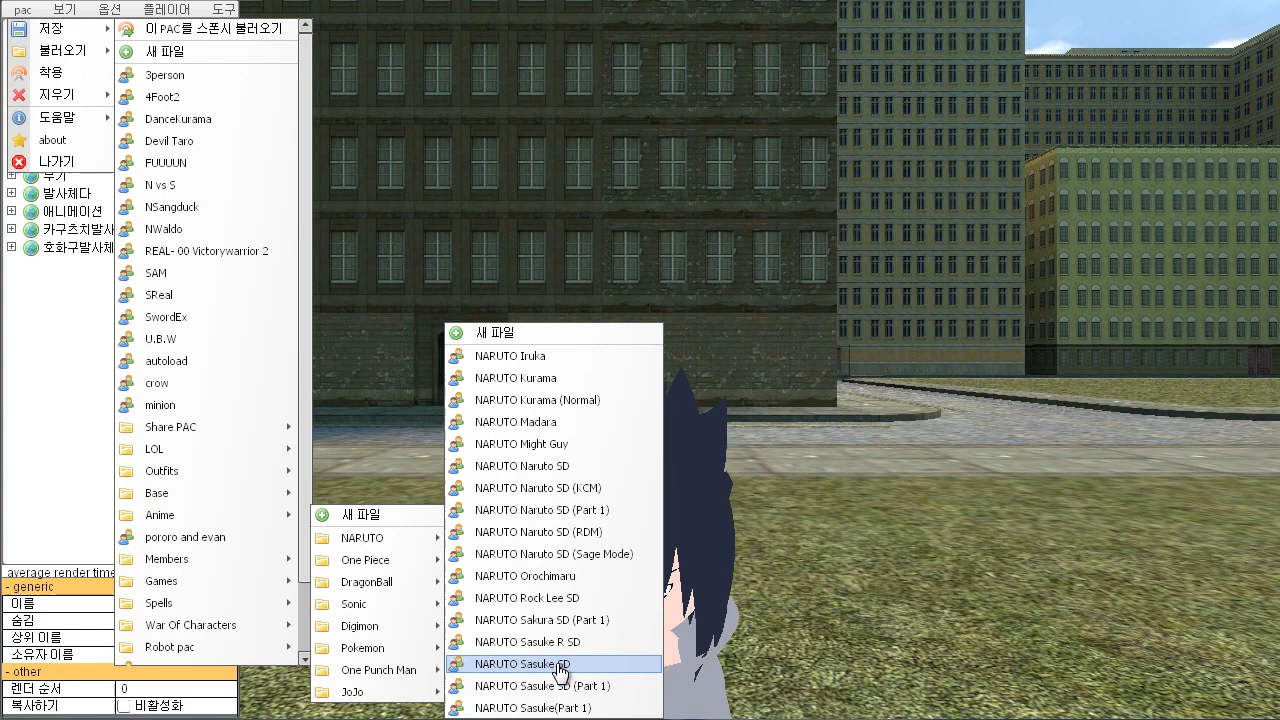 pac 보기 옵션 플레이어 도구
저장
불러오기
착용
지우기
도움말
about
나가기
무기
발사체다
애니메이션
카구즈치발사
호화구발사체
average render time
- generic
이름
숨김
상위 이름
소유자 이름
- other
렌더 순서 0
복사하기 비활성화
이 PAC를 스폰시 불러오기
새 파일
3person
4Foot2
Dancekurama
Devil Taro
FUUUUN
N vs S
NSangduck
NWaldo
REAL- 00 Victorywarrior 2
SAM
SReal
SwordEx
U.B.W
autoload
crow
minion
Share PAC
LOL
Outfits
Base
Anime
pororo and evan
Members
Games
Spells
War Of Characters
Robot pac
새 파일
NARUTO
One Piece
DragonBall
Sonic
Digimon
Pokemon
One Punch Man
JoJo
새 파일
NARUTO Iruka
NARUTO Kurama
NARUTO Kurama (Normal)
NARUTO Madara
NARUTO Might Guy
NARUTO Naruto SD
NARUTO Naruto SD (KCM)
NARUTO Naruto SD (Part 1)
NARUTO Naruto SD (RDM)
NARUTO Naruto SD (Sage Mode)
NARUTO Orochimaru
NARUTO Rock Lee SD
NARUTO Sakura SD (Part 1)
NARUTO Sasuke R SD
NARUTO Sasuke SD
NARUTO Sasuke SD (Part 1)
NARUTO Sasuke(Part 1)